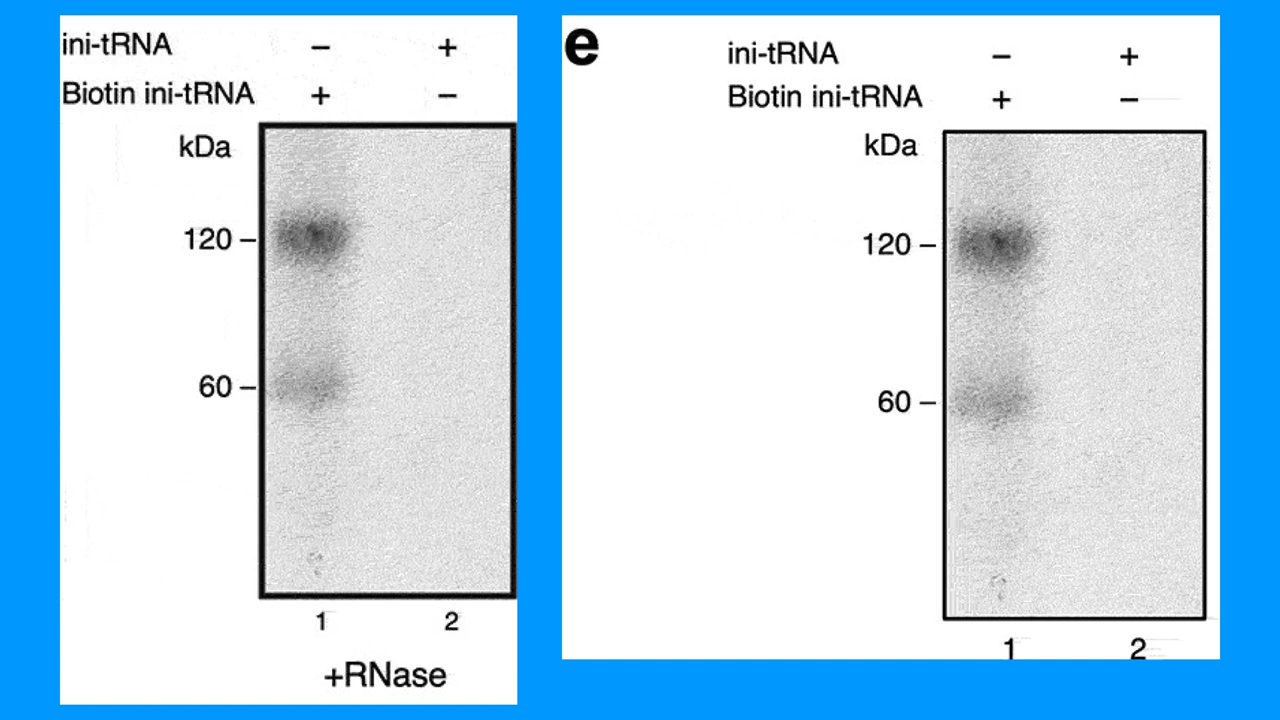 ini-tRNA − +
Biotin ini-tRNA + −
kDa
120 –
60 –
1 2
+RNase
e
ini-tRNA − +
Biotin ini-tRNA + −
kDa
120 –
60 –
1 2